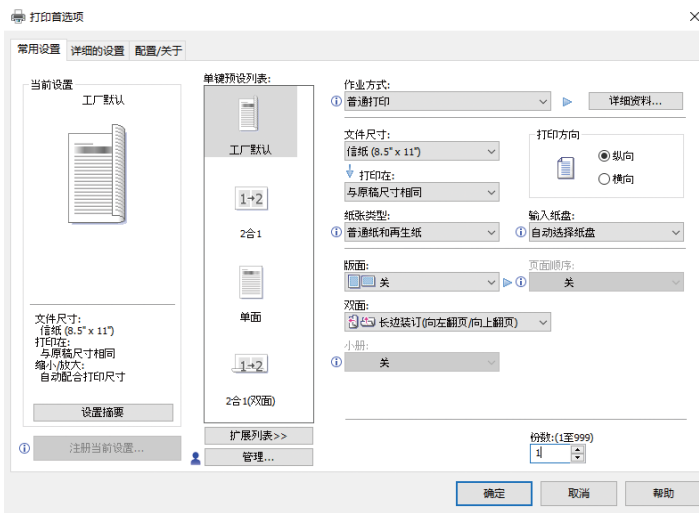 打印首选项
常用设置 详细的设置 配置/关于
当前设置
工厂默认
文件尺寸:
信纸 (8.5" x 11")
打印在:
与原稿尺寸相同
缩小/放大:
自动配合打印尺寸
设置摘要
注册当前设置...
单键预设列表:
工厂默认
1→2
2合1
单面
1→2
2合1(双面)
扩展列表>>
管理...
作业方式:
普通打印
详细资料...
文件尺寸:
信纸 (8.5" x 11")
打印在:
与原稿尺寸相同
打印方向
纵向
横向
纸张类型:
普通纸和再生纸
输入纸盘:
自动选择纸盘
版面:
关
页面顺序:
关
双面:
长边装订(向左翻页/向上翻页)
小册:
关
份数:(1至999)
1
确定 取消 帮助